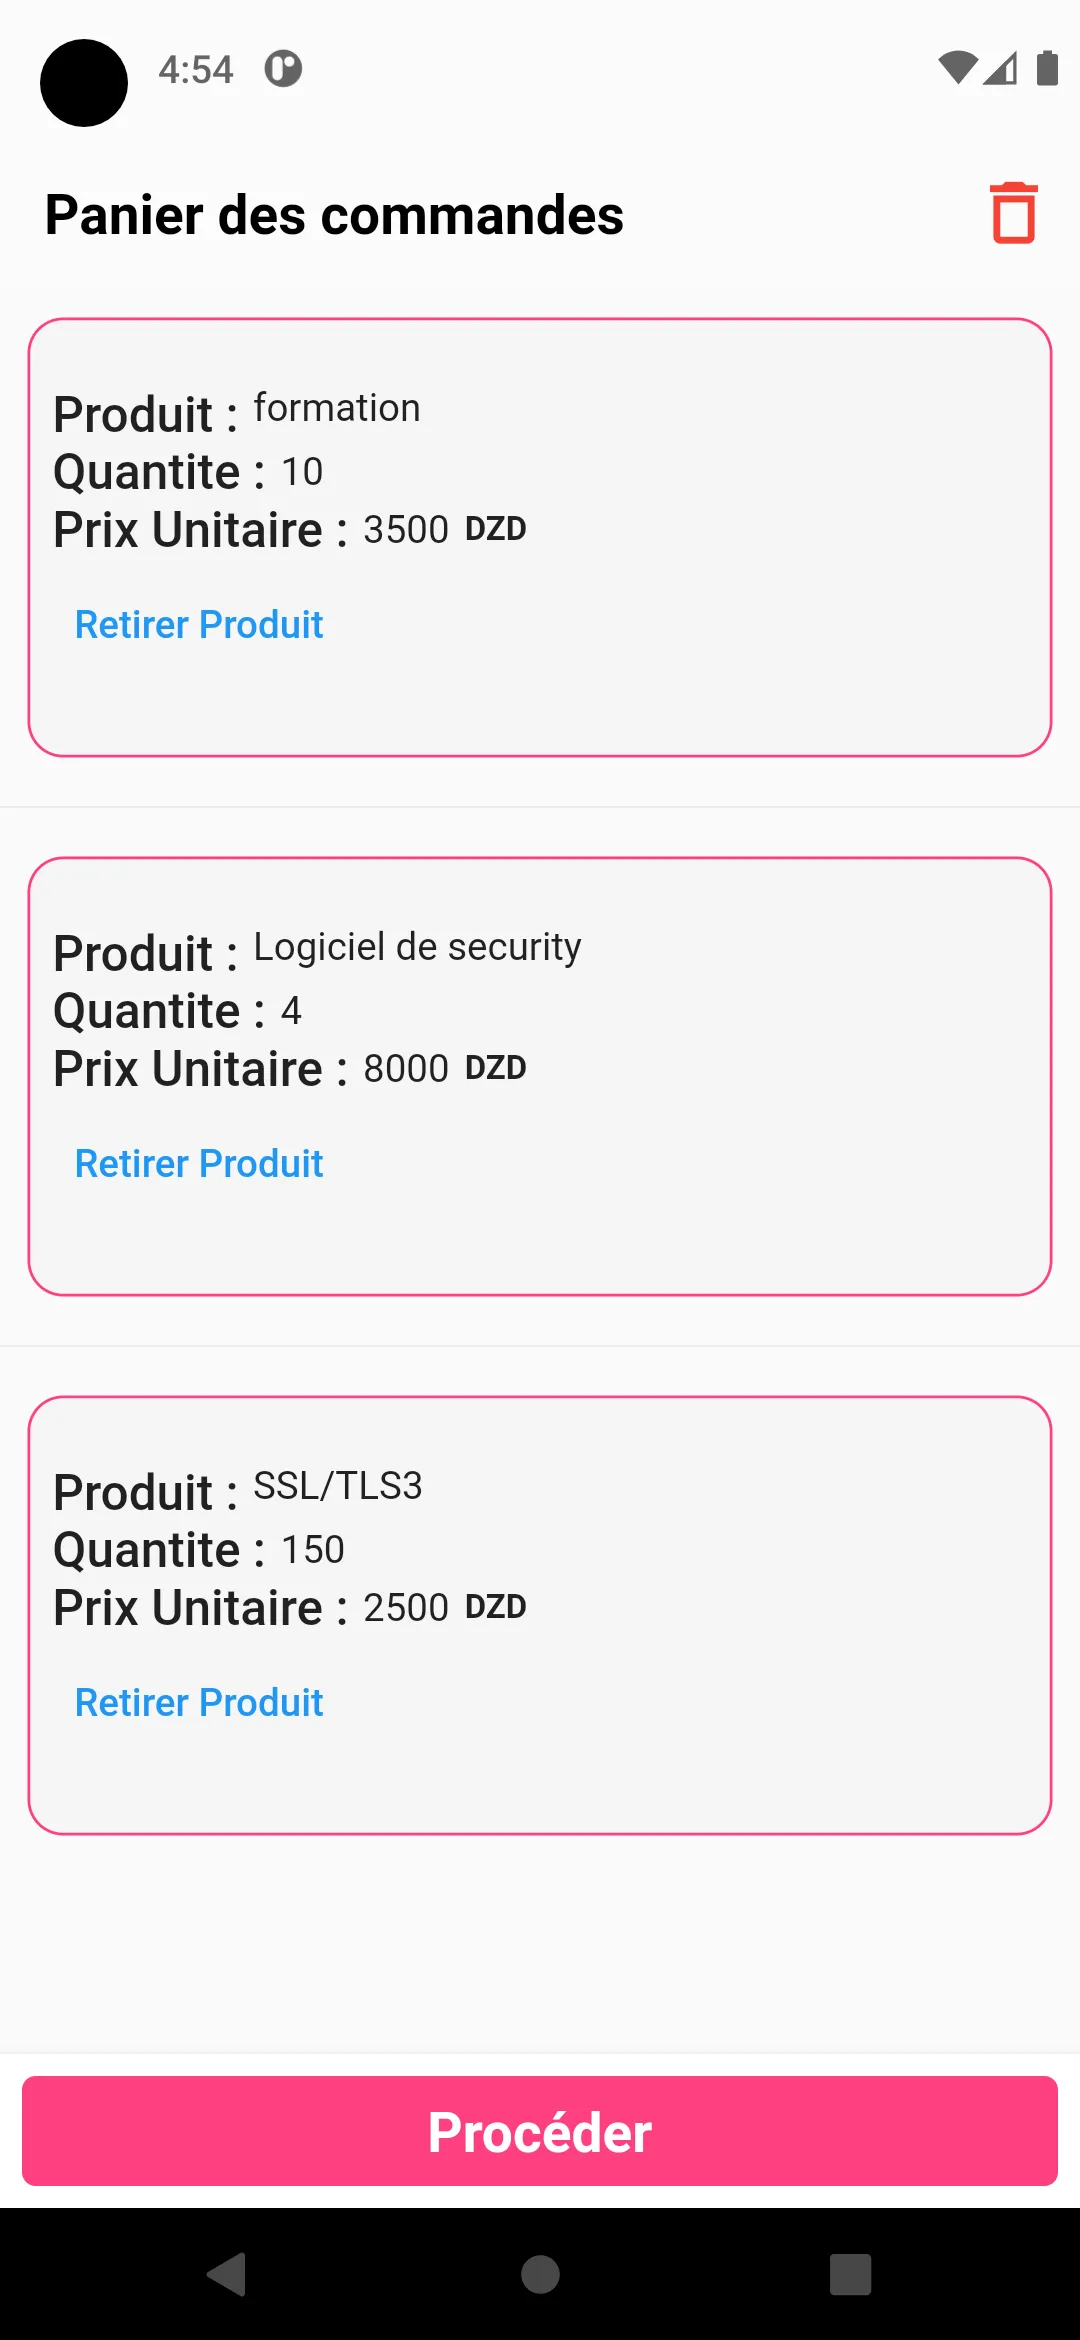 4:54
Panier des commandes
Produit : formation
Quantite : 10
Prix Unitaire : 3500 DZD
Retirer Produit
Produit : Logiciel de security
Quantite : 4
Prix Unitaire : 8000 DZD
Retirer Produit
Produit : SSL/TLS3
Quantite : 150
Prix Unitaire : 2500 DZD
Retirer Produit
Procéder